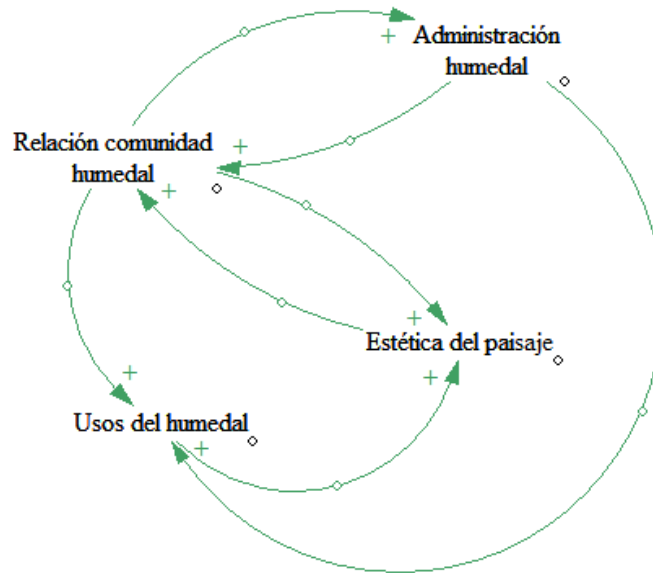 Administración
humedal
+
Relación comunidad
humedal
+
+
+
Estética del paisaje
+
+
Usos del humedal
+